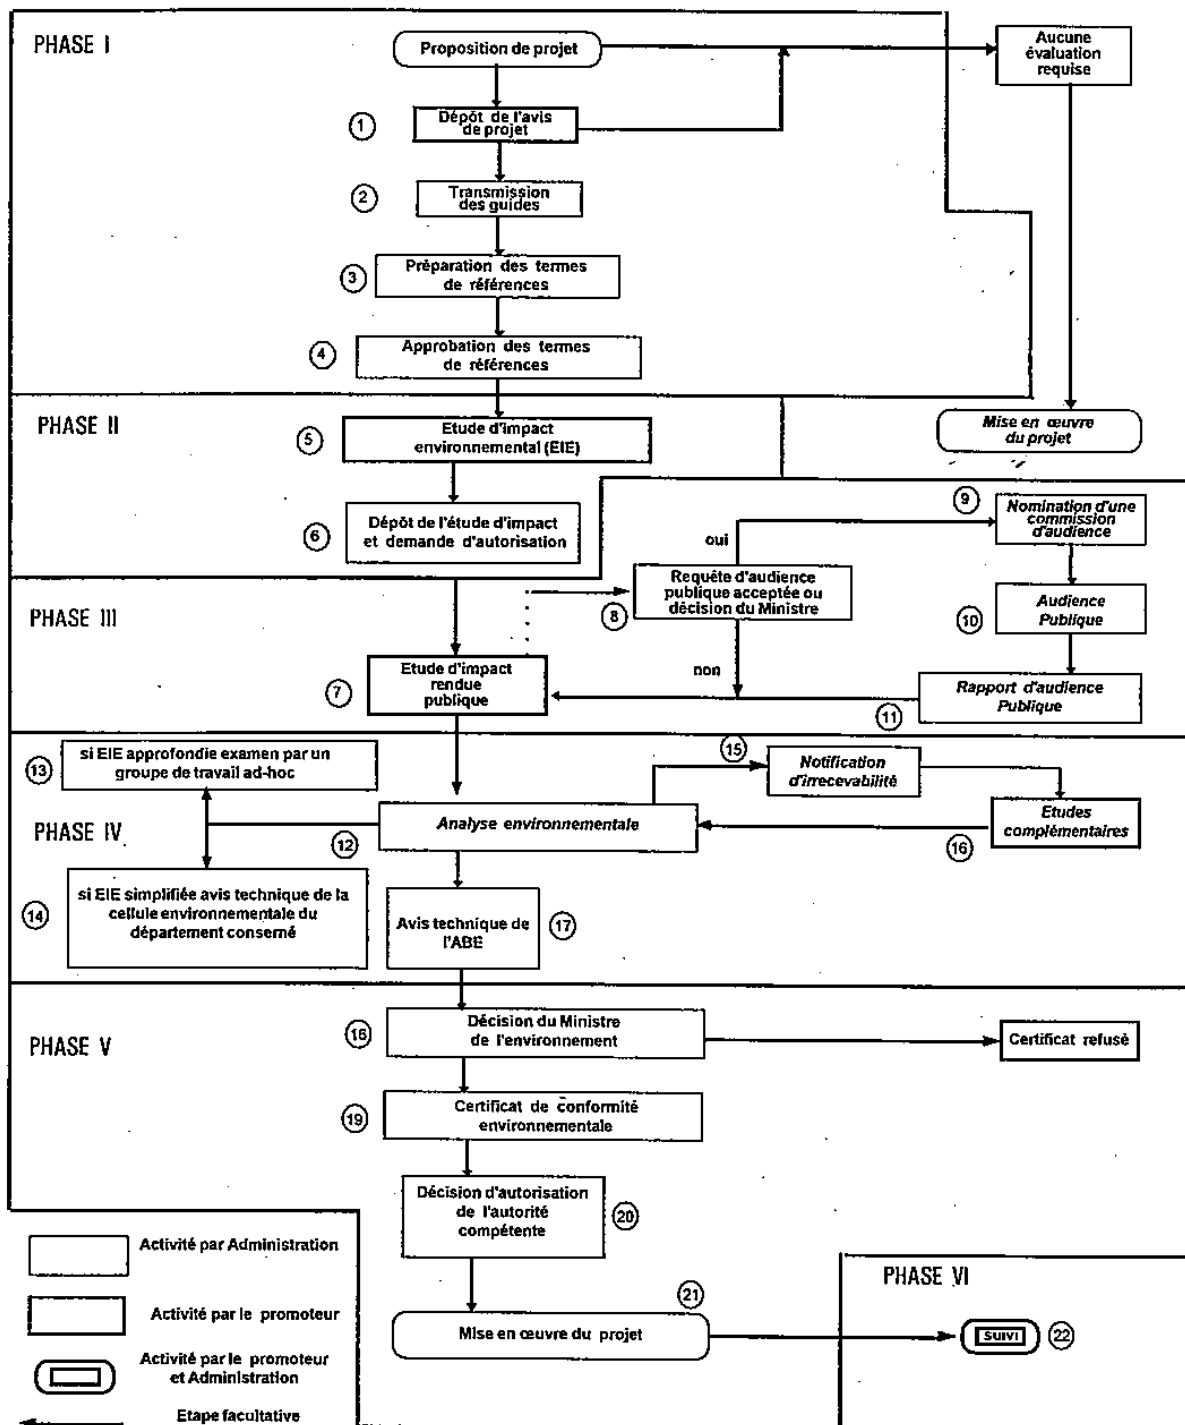 PHASE I
Proposition de projet
Aucune
évaluation
requise
1
Dépôt de l'avis
de projet
2
Transmission
des guides
3
Préparation des termes
de références
4
Approbation des termes
de références
PHASE II
Mise en œuvre
du projet
5
Etude d'impact
environnemental (EIE)
6
Dépôt de l'étude d'impact
et demande d'autorisation
9
Nomination d'une
commission
d'audience
oui
PHASE III
8
Requête d'audience
publique acceptée ou
décision du Ministre
10
Audience
Publique
non
7
Etude d'impact
rendue
publique
11
Rapport d'audience
Publique
13
si EIE approfondie examen par un
groupe de travail ad-hoc
15
Notification
d'irrecevabilité
PHASE IV
12
Analyse environnementale
16
Etudes
complémentaires
14
si EIE simplifiée avis technique de la
cellule environnementale du
département conserné
Avis technique de
l'ABE
17
PHASE V
18
Décision du Ministre
de l'environnement
Certificat refusé
19
Certificat de conformité
environnementale
Décision d'autorisation
de l'autorité
compétente
20
21
Mise en œuvre du projet
PHASE VI
SUIVI
22
Activité par Administration
Activité par le promoteur
Activité par le promoteur
et Administration
Etape facultative